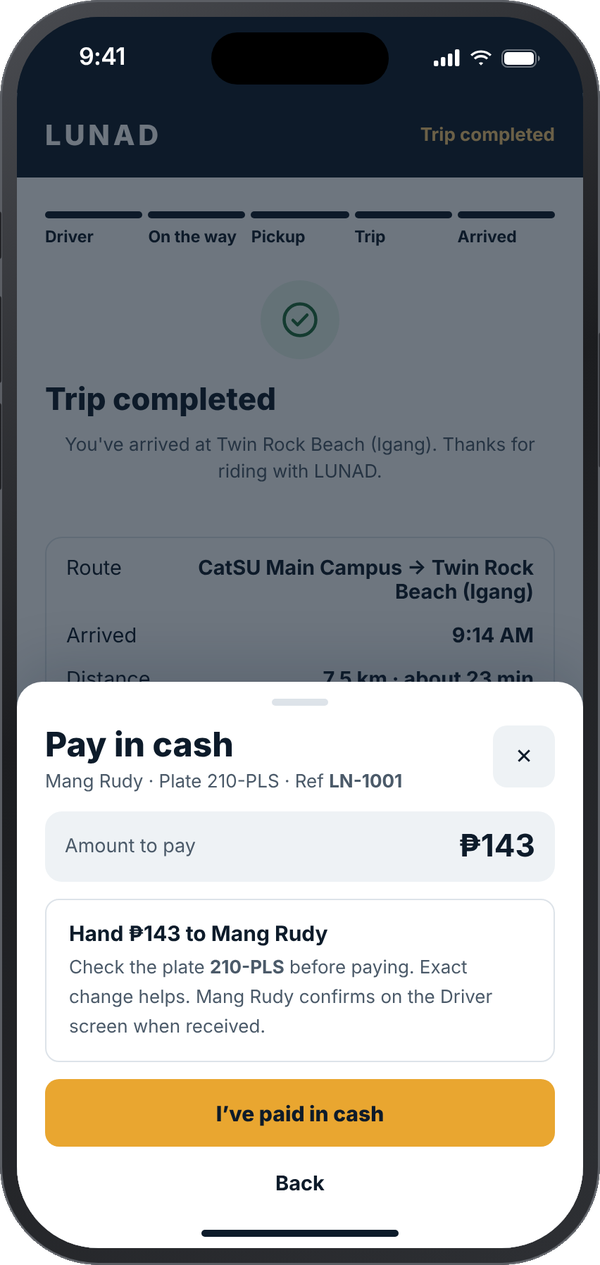 9:41
LUNAD
Trip completed
Driver
On the way
Pickup
Trip
Arrived
Trip completed
You've arrived at Twin Rock Beach (Igang). Thanks for
riding with LUNAD.
Route
CatSU Main Campus → Twin Rock
Beach (Igang)
Arrived
9:14 AM
Distance
7.5 km · about 23 min
Pay in cash
Mang Rudy · Plate 210-PLS · Ref LN-1001
×
Amount to pay
₱143
Hand ₱143 to Mang Rudy
Check the plate 210-PLS before paying. Exact
change helps. Mang Rudy confirms on the Driver
screen when received.
I’ve paid in cash
Back